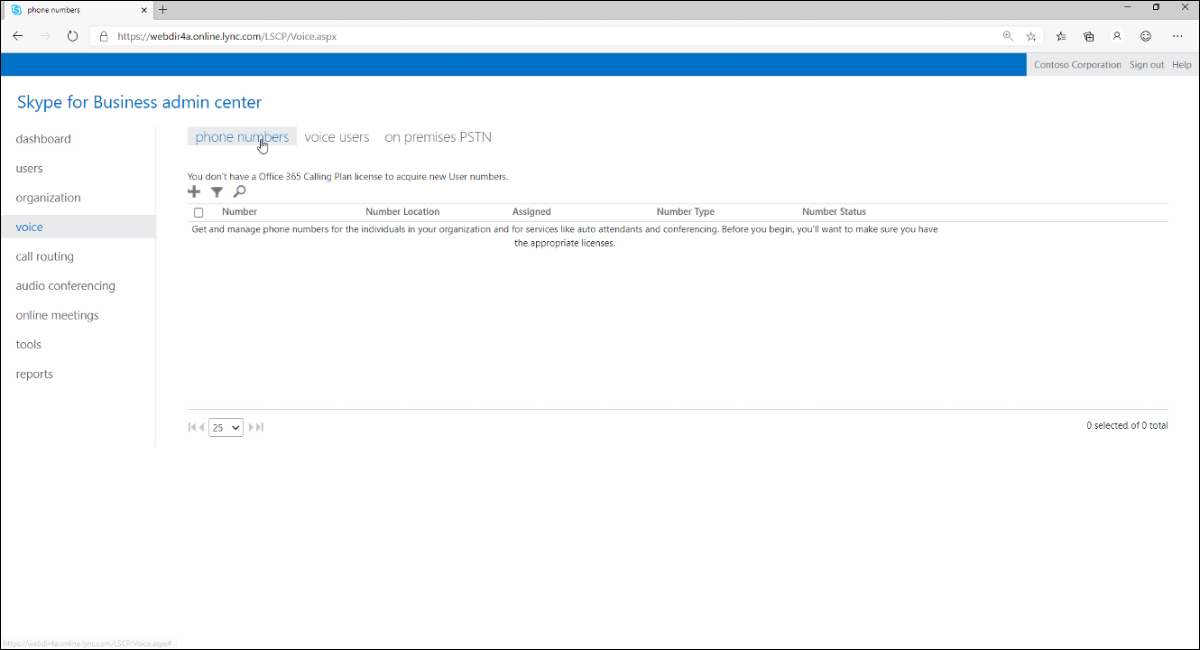 phone numbers
https://webdir4a.online.lync.com/LSCP/Voice.aspx
Contoso Corporation Sign out Help
Skype for Business admin center
dashboard
users
organization
voice
call routing
audio conferencing
online meetings
tools
reports
phone numbers voice users on premises PSTN
You don't have a Office 365 Calling Plan license to acquire new User numbers.
Number Number Location Assigned Number Type Number Status
Get and manage phone numbers for the individuals in your organization and for services like auto attendants and conferencing. Before you begin, you'll want to make sure you have
the appropriate licenses.
25
0 selected of 0 total
https://webdir4a.online.lync.com/LSCP/Voice.aspx#